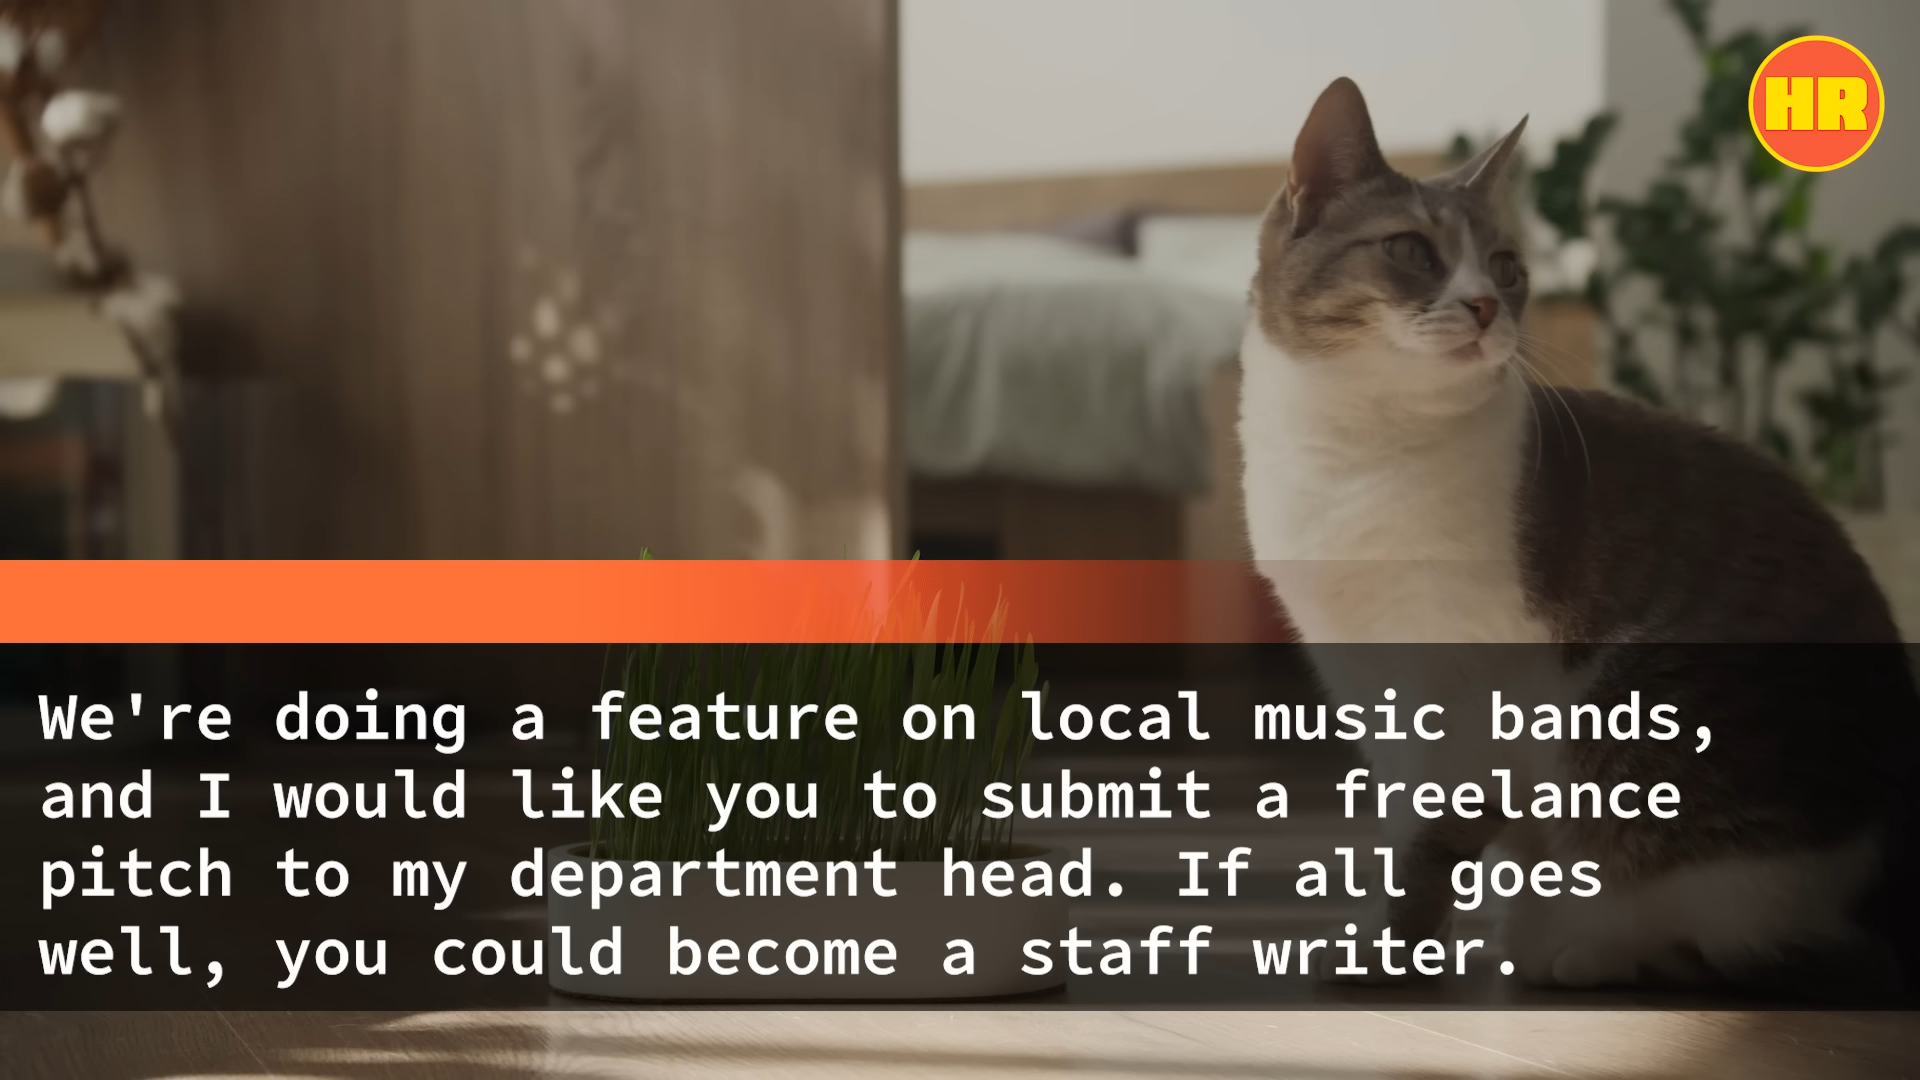 HR
We're doing a feature on local music bands,
and I would like you to submit a freelance
pitch to my department head. If all goes
well, you could become a staff writer.